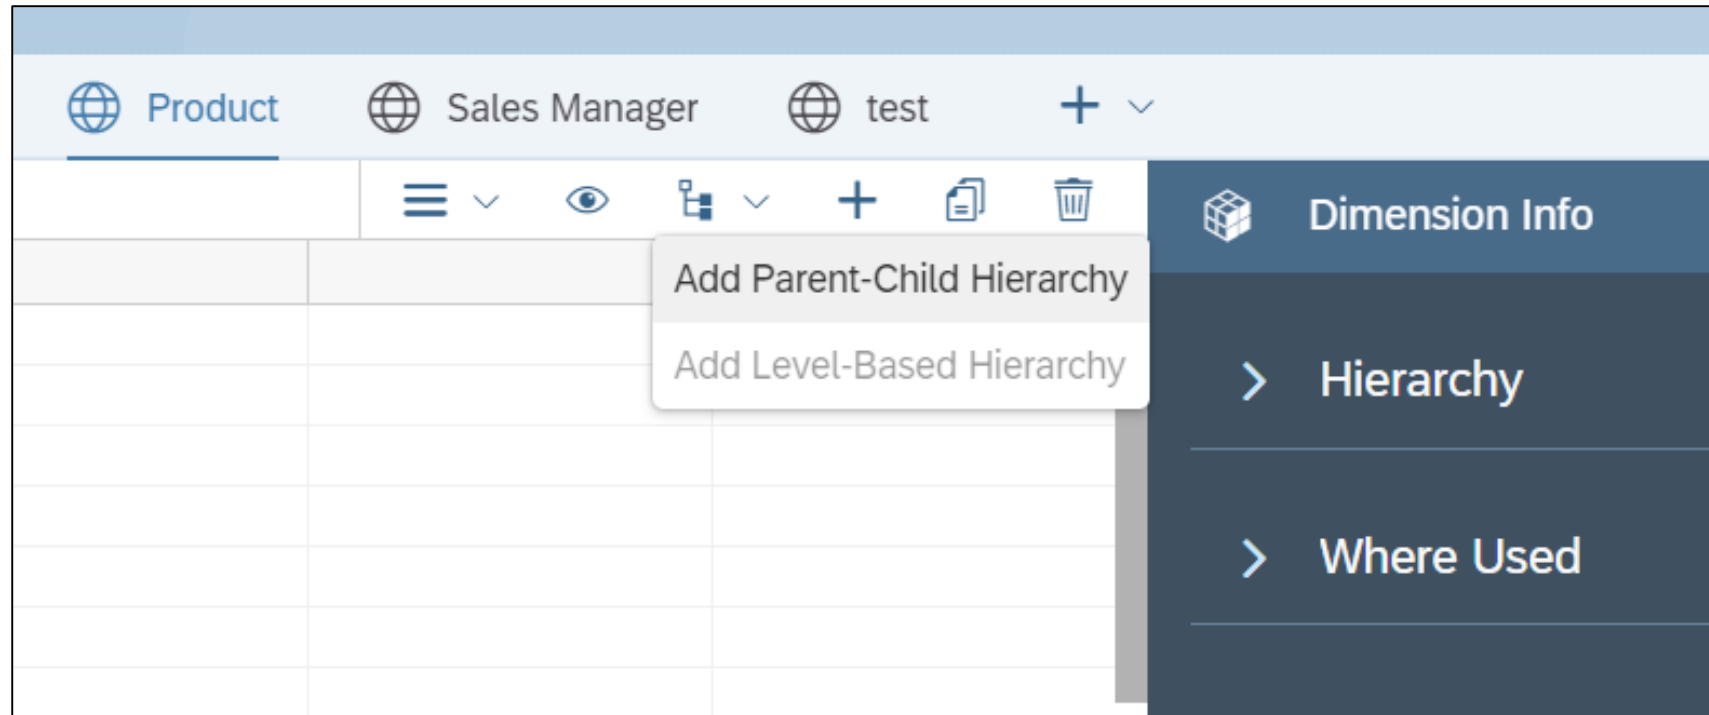 Product
Sales Manager
test
Dimension Info
Add Parent-Child Hierarchy
Add Level-Based Hierarchy
Hierarchy
Where Used